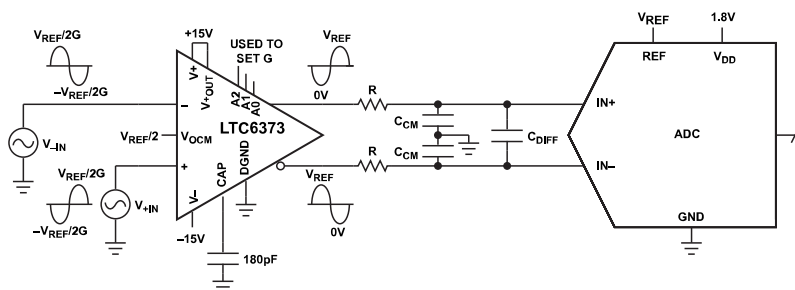 V_REF/2G
–V_REF/2G
V_–IN
V_REF/2G
–V_REF/2G
V_+IN
+15V
V+
V+OUT
USED TO
SET G
A2
A1
A0
–
V_REF/2
V_OCM
LTC6373
+
CAP
DGND
V–
–15V
180pF
V_REF
0V
V_REF
0V
R
R
C_CM
C_CM
C_DIFF
V_REF
1.8V
REF
V_DD
IN+
ADC
IN–
GND